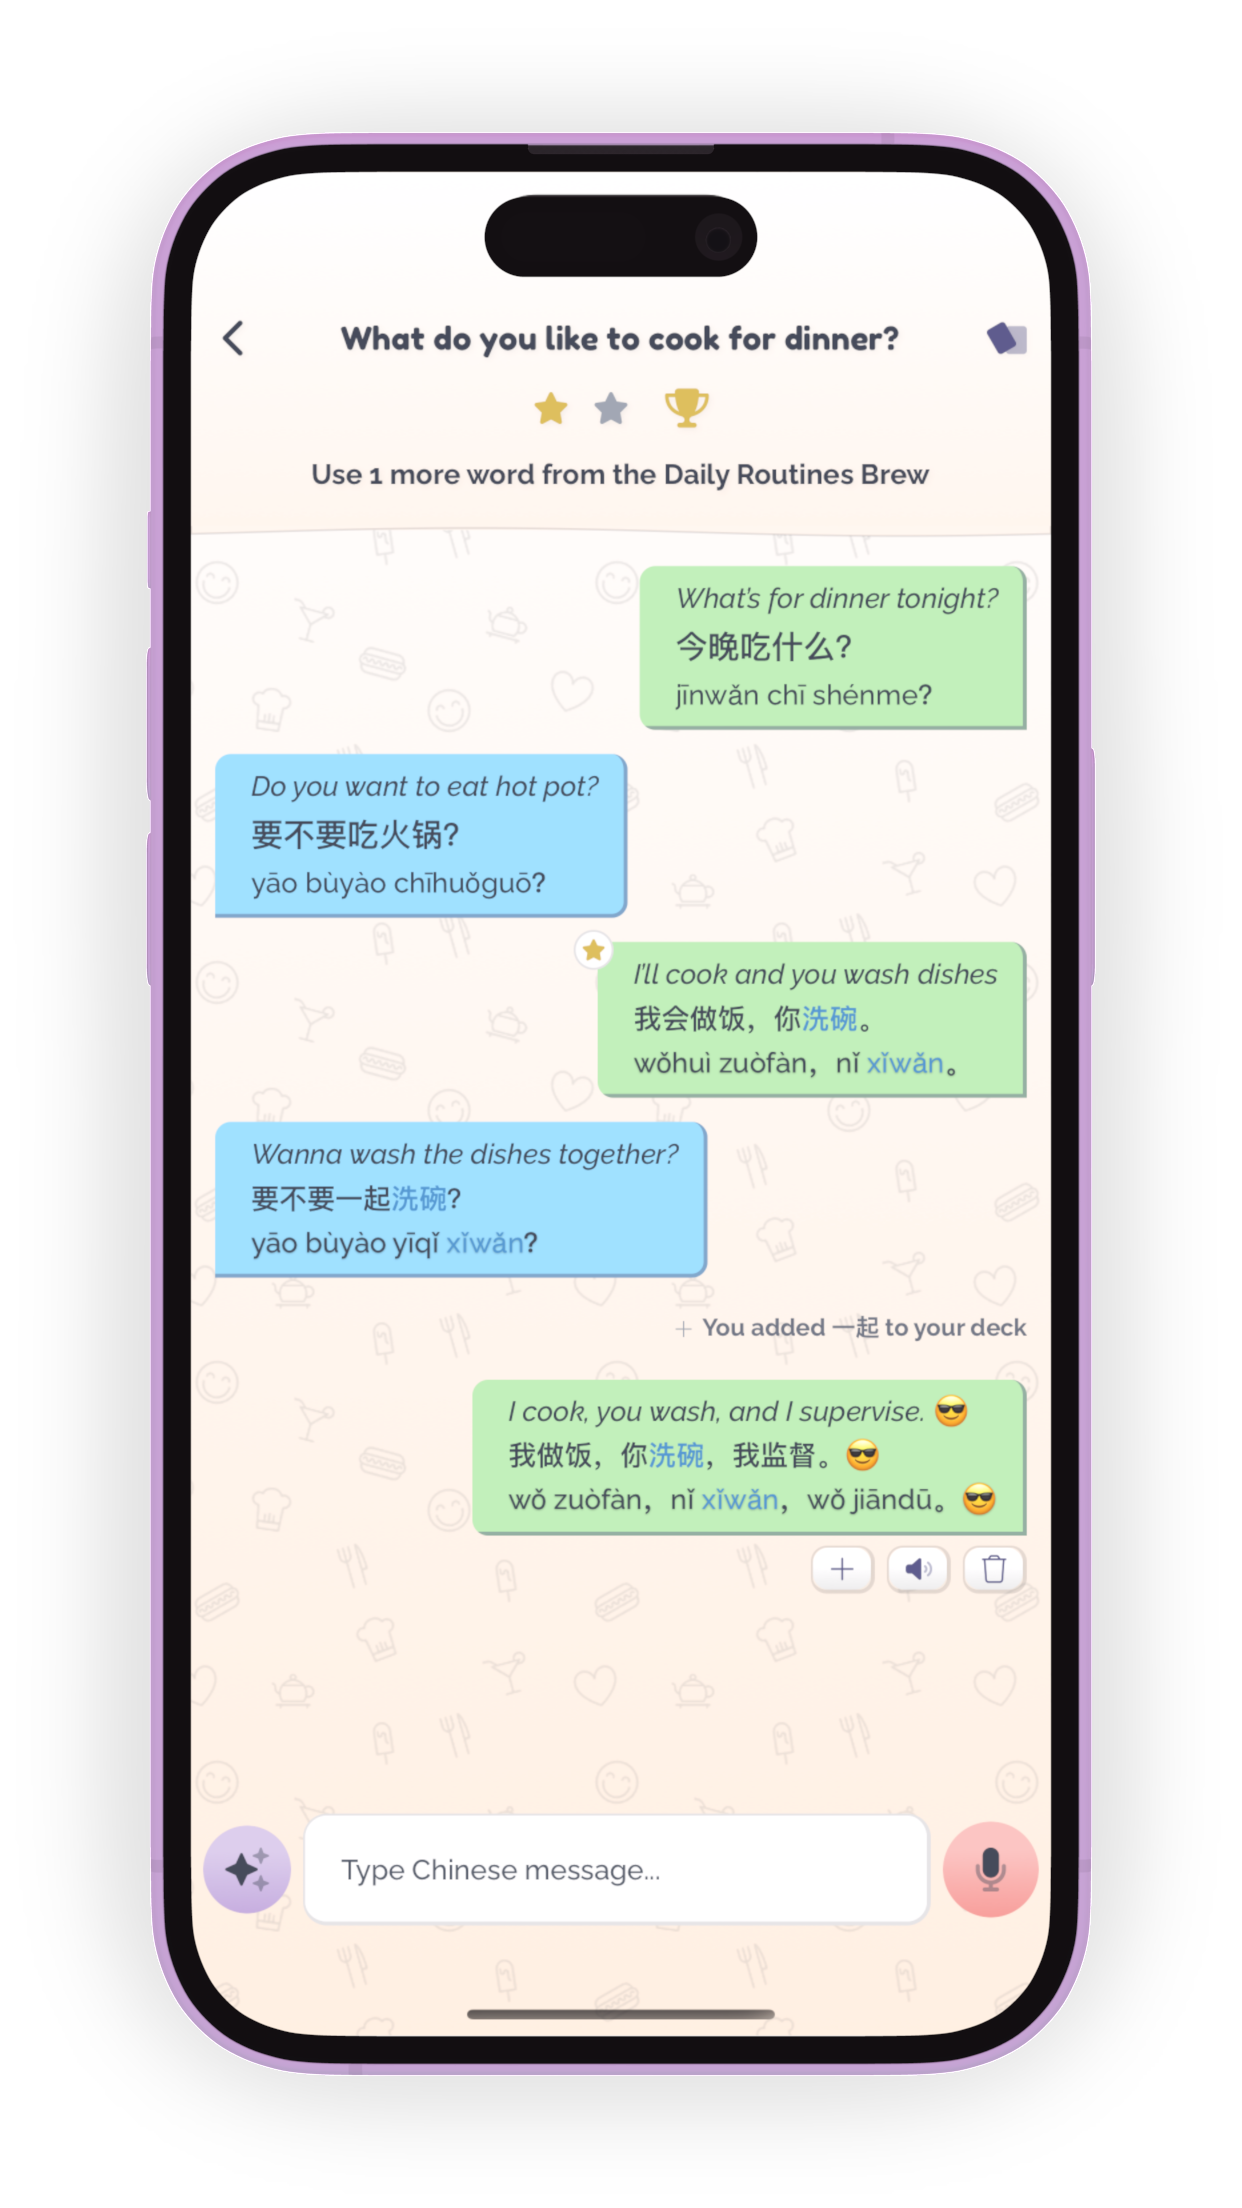 What do you like to cook for dinner?
Use 1 more word from the Daily Routines Brew
What's for dinner tonight?
今晚吃什么?
jīnwǎn chī shénme?
Do you want to eat hot pot?
要不要吃火锅?
yāo bùyào chīhuǒguō?
I'll cook and you wash dishes
我会做饭，你洗碗。
wǒhuì zuòfàn，nǐ xǐwǎn。
Wanna wash the dishes together?
要不要一起洗碗?
yāo bùyào yīqǐ xǐwǎn?
+ You added 一起 to your deck
I cook, you wash, and I supervise. 😎
我做饭，你洗碗，我监督。😎
wǒ zuòfàn，nǐ xǐwǎn，wǒ jiāndū。😎
Type Chinese message...